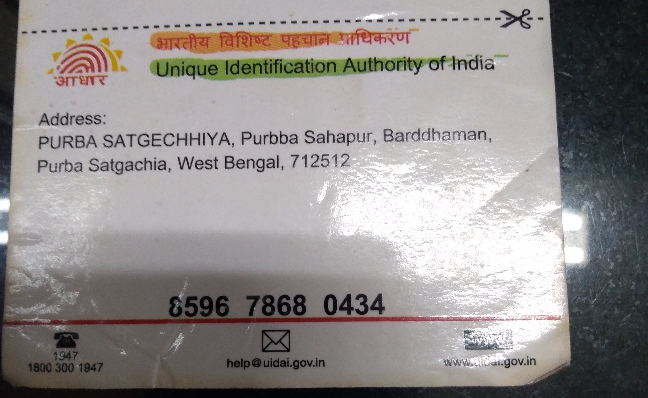 भारतीय विशिष्ट पहचान प्राधिकरण
आधार
Unique Identification Authority of India
Address:
PURBA SATGECHHIYA, Purbba Sahapur, Barddhaman,
Purba Satgachia, West Bengal, 712512
8596 7868 0434
1947
1800 300 1947
help@uidai.gov.in
www.uidai.gov.in